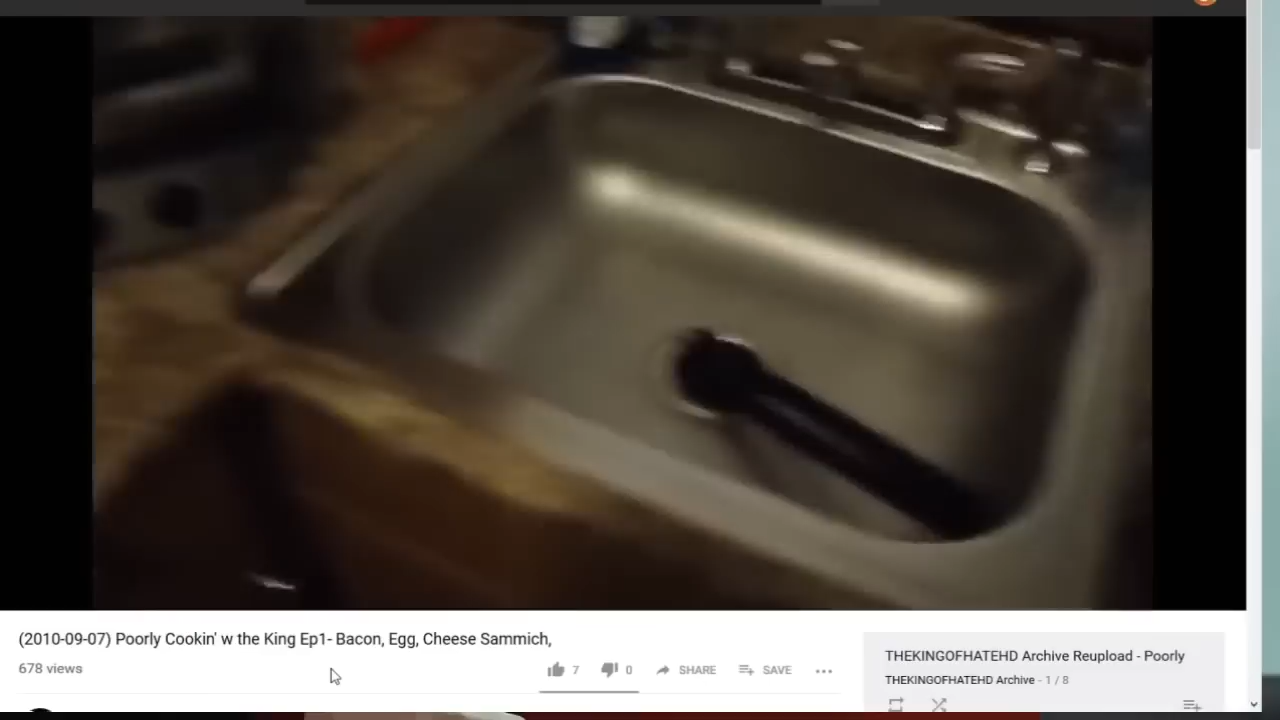 (2010-09-07) Poorly Cookin' w the King Ep1- Bacon, Egg, Cheese Sammich,
678 views
7
0
SHARE
SAVE
THEKINGOFHATEHD Archive Reupload - Poorly
THEKINGOFHATEHD Archive - 1 / 8